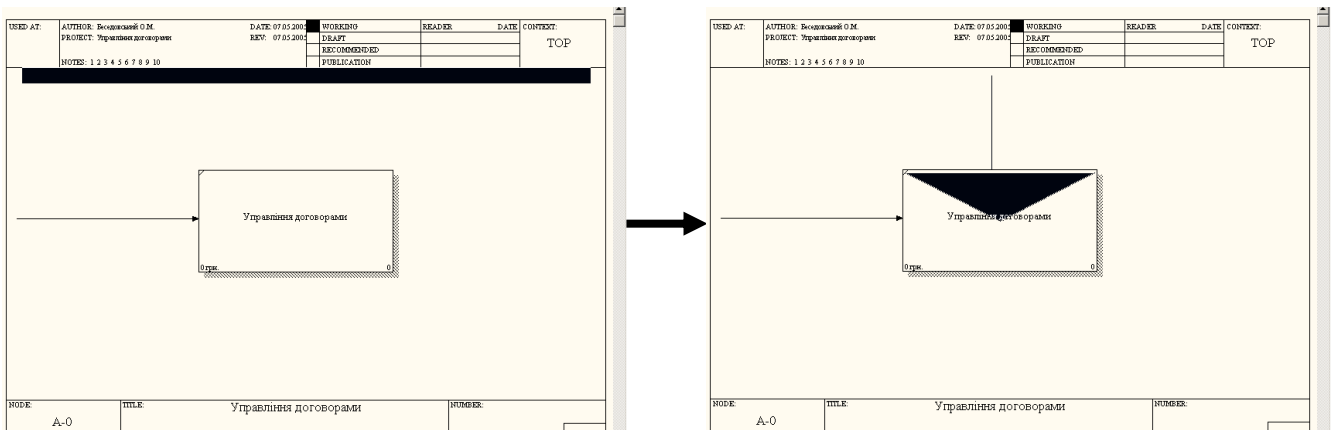 USED AT:
AUTHOR: Беседовський О.М.
DATE: 07.05.2005
PROJECT: Управління договорами
REV: 07.05.2005
NOTES: 1 2 3 4 5 6 7 8 9 10
WORKING
DRAFT
RECOMMENDED
PUBLICATION
READER
DATE
CONTEXT:
TOP
Управління договорами
0 грн.
0
NODE:
A-0
TITLE:
Управління договорами
NUMBER:
USED AT:
AUTHOR: Беседовський О.М.
DATE: 07.05.2005
PROJECT: Управління договорами
REV: 07.05.2005
NOTES: 1 2 3 4 5 6 7 8 9 10
WORKING
DRAFT
RECOMMENDED
PUBLICATION
READER
DATE
CONTEXT:
TOP
Управління договорами
0 грн.
0
NODE:
A-0
TITLE:
Управління договорами
NUMBER: